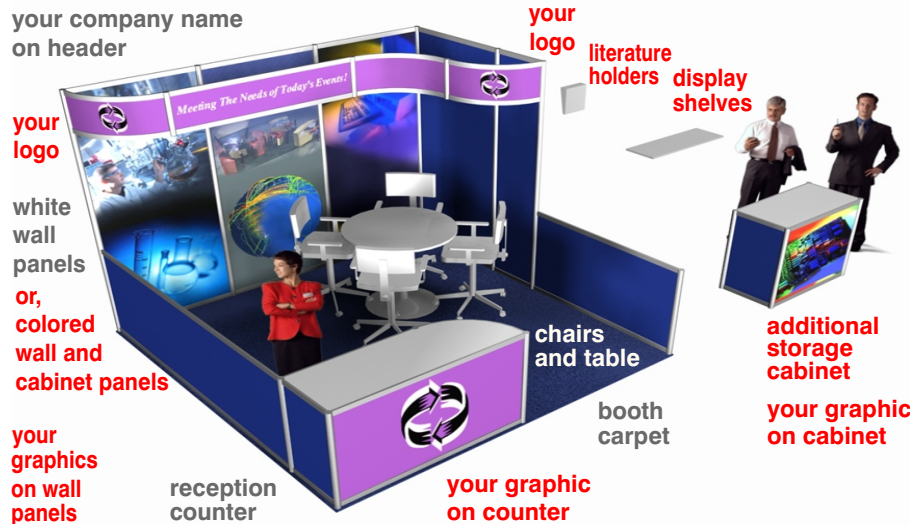 your company name
on header
your
logo
literature
holders
display
shelves
Meeting The Needs of Today's Events!
your
logo
white
wall
panels
or,
colored
wall and
cabinet panels
chairs
and table
additional
storage
cabinet
booth
carpet
your graphic
on cabinet
your
graphics
on wall
panels
reception
counter
your graphic
on counter